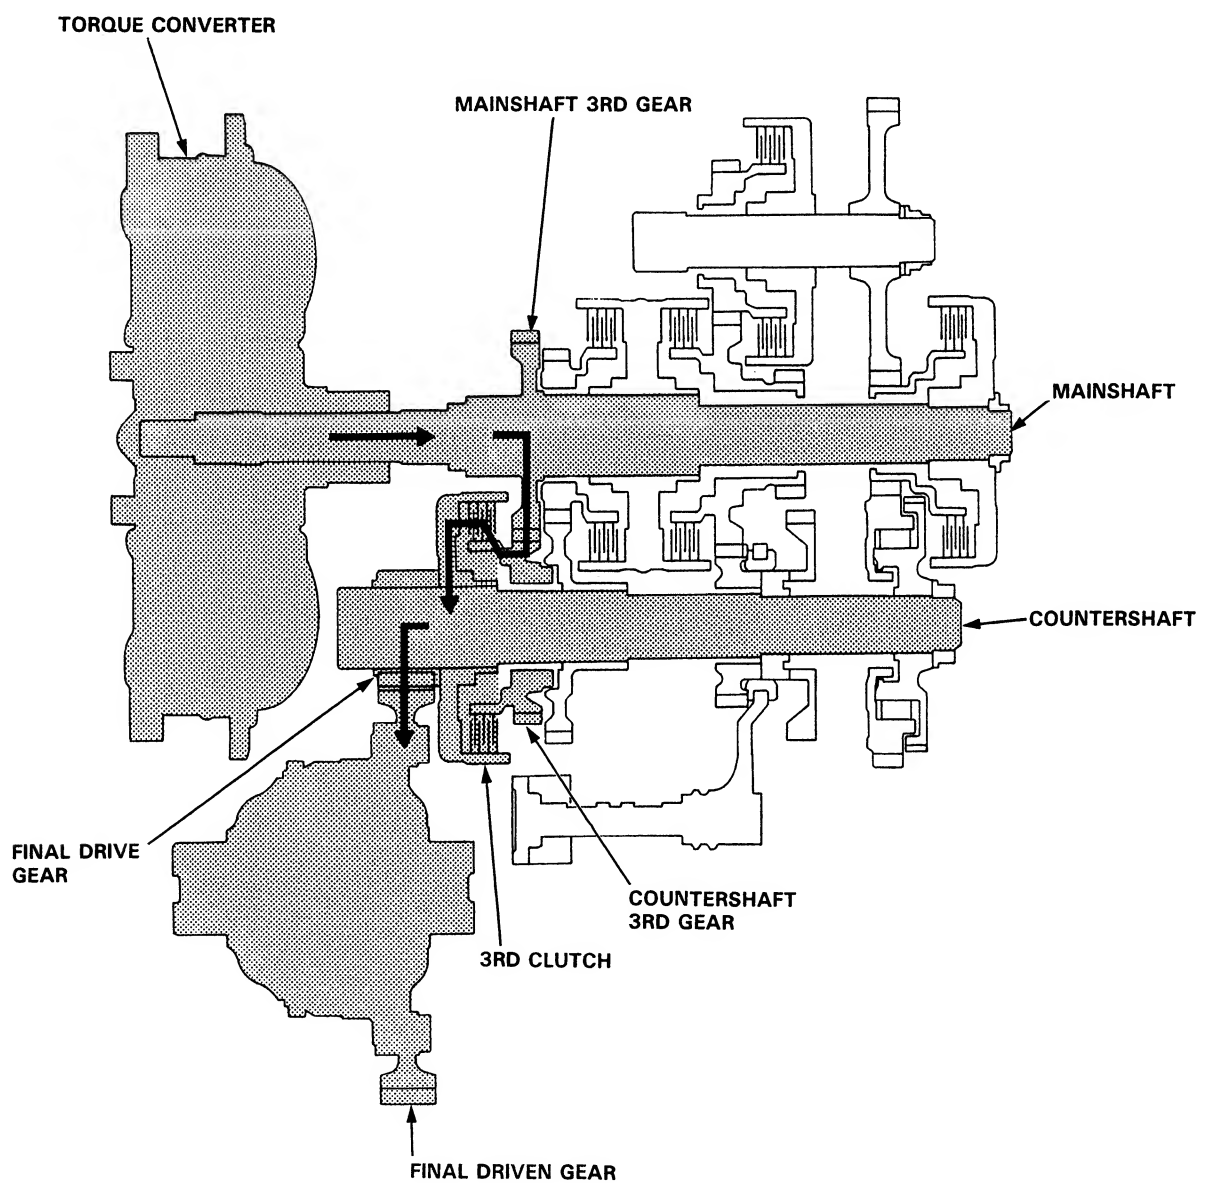 TORQUE CONVERTER
MAINSHAFT 3RD GEAR
MAINSHAFT
COUNTERSHAFT
FINAL DRIVE
GEAR
COUNTERSHAFT
3RD GEAR
3RD CLUTCH
FINAL DRIVEN GEAR